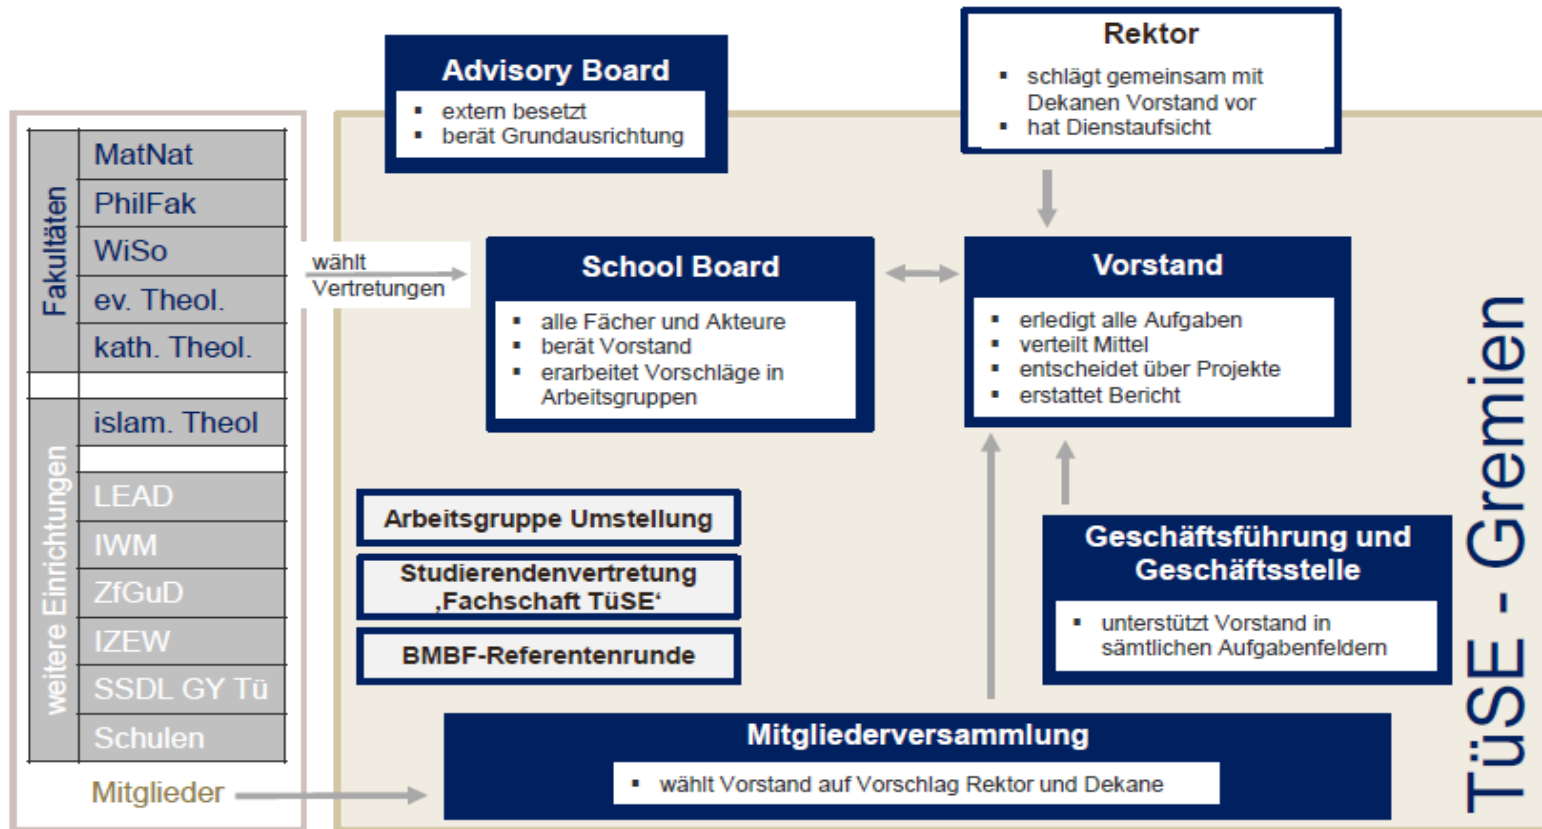 Advisory Board
▪ extern besetzt
▪ berät Grundausrichtung
Rektor
▪ schlägt gemeinsam mit
Dekanen Vorstand vor
▪ hat Dienstaufsicht
Fakultäten
MatNat
PhilFak
WiSo
ev. Theol.
kath. Theol.
weitere Einrichtungen
islam. Theol
LEAD
IWM
ZfGuD
IZEW
SSDL GY Tü
Schulen
Mitglieder
wählt
Vertretungen
School Board
▪ alle Fächer und Akteure
▪ berät Vorstand
▪ erarbeitet Vorschläge in
Arbeitsgruppen
Vorstand
▪ erledigt alle Aufgaben
▪ verteilt Mittel
▪ entscheidet über Projekte
▪ erstattet Bericht
Arbeitsgruppe Umstellung
Studierendenvertretung
‚Fachschaft TüSE‘
BMBF-Referentenrunde
Geschäftsführung und
Geschäftsstelle
▪ unterstützt Vorstand in
sämtlichen Aufgabenfeldern
Mitgliederversammlung
▪ wählt Vorstand auf Vorschlag Rektor und Dekane
TüSE - Gremien